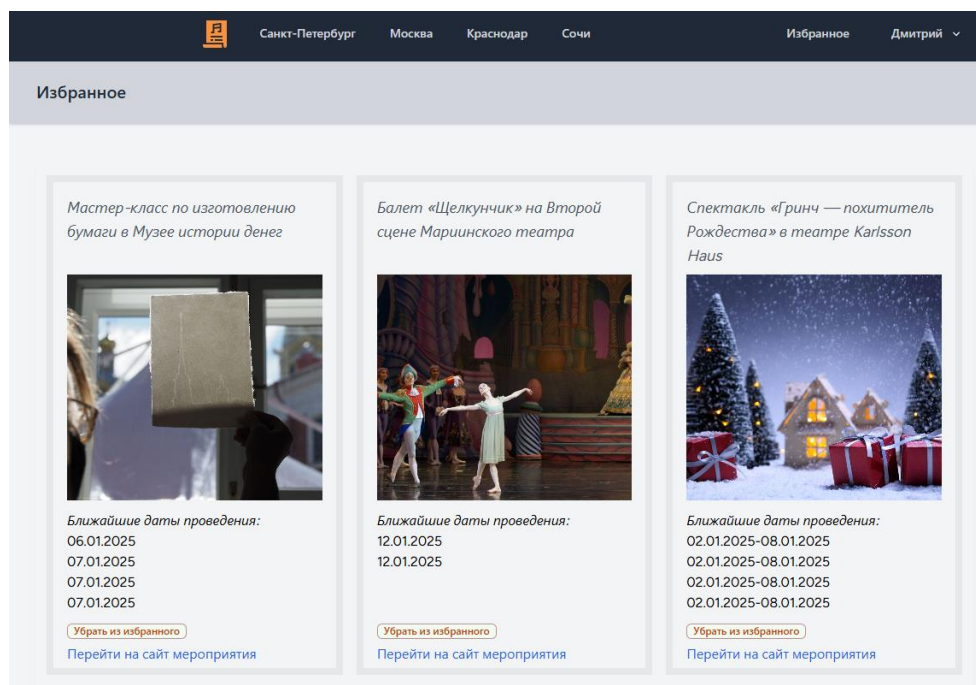 Санкт-Петербург Москва Краснодар Сочи Избранное Дмитрий
Избранное
Мастер-класс по изготовлению
бумаги в Музее истории денег
Ближайшие даты проведения:
06.01.2025
07.01.2025
07.01.2025
07.01.2025
Убрать из избранного
Перейти на сайт мероприятия
Балет «Щелкунчик» на Второй
сцене Мариинского театра
Ближайшие даты проведения:
12.01.2025
12.01.2025
Убрать из избранного
Перейти на сайт мероприятия
Спектакль «Гринч — похититель
Рождества» в театре Karlsson
Haus
Ближайшие даты проведения:
02.01.2025-08.01.2025
02.01.2025-08.01.2025
02.01.2025-08.01.2025
02.01.2025-08.01.2025
Убрать из избранного
Перейти на сайт мероприятия